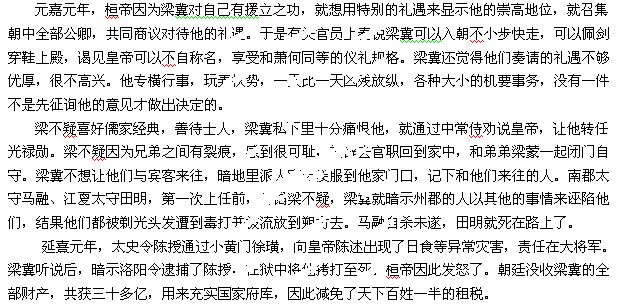 元嘉元年，桓帝因为梁冀对自己有援立之功，就想用特别的礼遇来显示他的崇高地位，就召集
朝中全部公卿，共同商议对待他的礼遇。于是有关官员上奏说梁冀可以入朝不小步快走，可以佩剑
穿鞋上殿，谒见皇帝可以不自称名，享受和萧何同等的仪礼规格。梁冀还觉得他们奏请的礼遇不够
优厚，很不高兴。他专横行事，玩弄权势，一天比一天凶残放纵，各种大小的机要事务，没有一件
不是先征询他的意见才做出决定的。
梁不疑喜好儒家经典，善待士人，梁冀私下里十分痛恨他，就通过中常侍劝说皇帝，让他转任
光禄勋。梁不疑因为兄弟之间有裂痕，感到很可耻，官职回到家中，和弟弟梁蒙一起闭门自
守。梁冀不想让他们与宾客来往，暗地里派人服到他家门口，记下和他们来往的人。南郡太
守马融、江夏太守田明，第一次上任前，梁不疑，梁冀就暗示州郡的人以其他的事情来诬陷他
们，结果他们都被剃光头发遭到毒打并流放到朔方去。马融自杀未遂，田明就死在路上了。
延嘉元年，太史令陈授通过小黄门徐璜，向皇帝陈述出现了日食等异常灾害，责任在大将军。
梁冀听说后，暗示洛阳令逮捕了陈授，狱中将他拷打至死。桓帝因此发怒了。朝廷没收梁冀的全部
财产，共获三十多亿，用来充实国家府库，因此减免了天下百姓一半的租税。